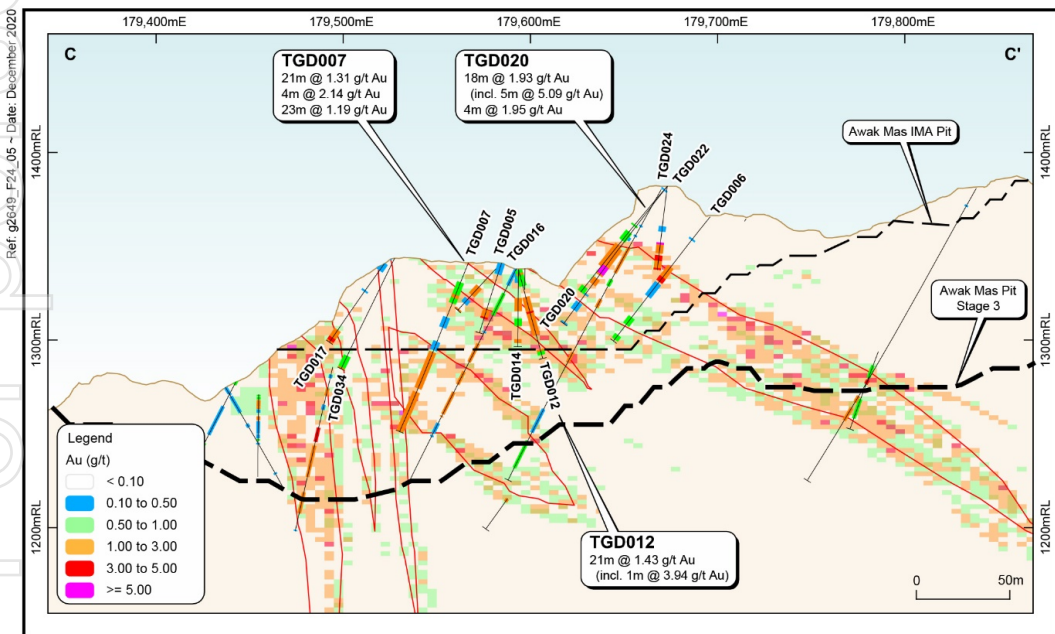 Ref: g2649_F24_05 ~ Date: December 2020
179,400mE
179,500mE
179,600mE
179,700mE
179,800mE
C
C'
TGD007
21m @ 1.31 g/t Au
4m @ 2.14 g/t Au
23m @ 1.19 g/t Au
TGD020
18m @ 1.93 g/t Au
(incl. 5m @ 5.09 g/t Au)
4m @ 1.95 g/t Au
Awak Mas IMA Pit
1400mRL
1400mRL
TGD024
TGD022
TGD006
TGD007
TGD005
TGD016
Awak Mas Pit
Stage 3
1300mRL
1300mRL
TGD020
TGD017
TGD034
TGD014
TGD012
1200mRL
1200mRL
Legend
Au (g/t)
< 0.10
0.10 to 0.50
0.50 to 1.00
1.00 to 3.00
3.00 to 5.00
>= 5.00
TGD012
21m @ 1.43 g/t Au
(incl. 1m @ 3.94 g/t Au)
0
50m